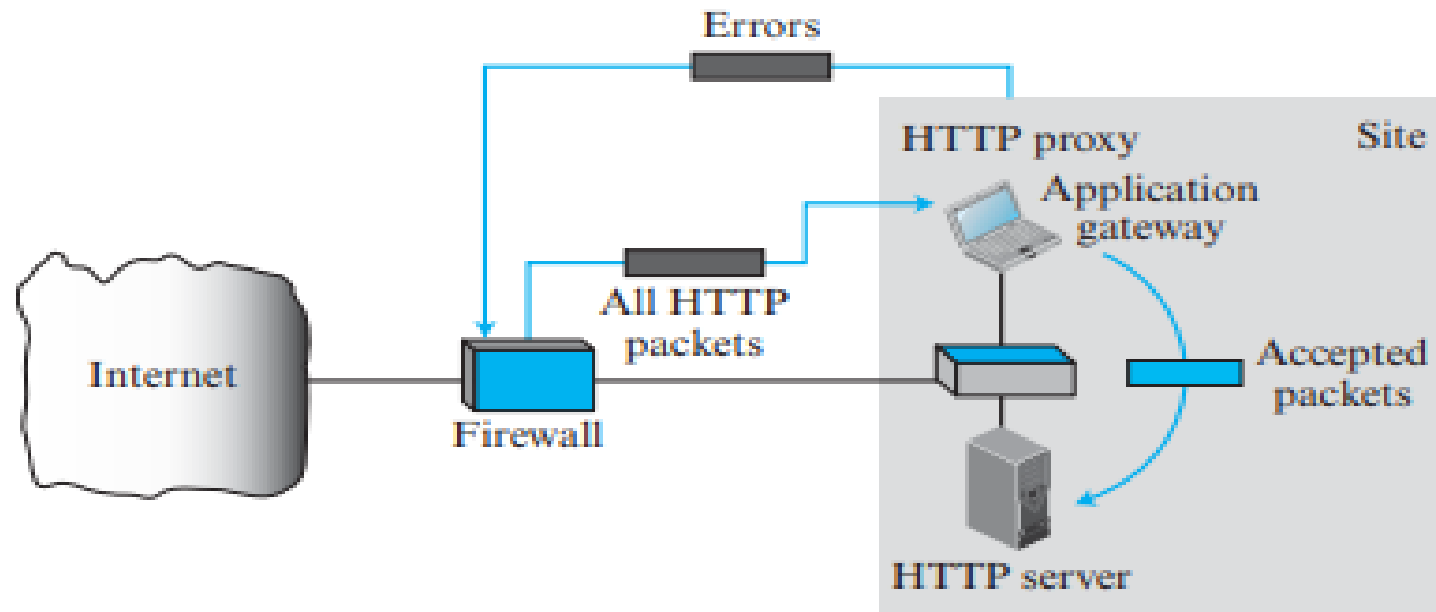 Errors
HTTP proxy
Site
Application
gateway
All HTTP
packets
Internet
Firewall
Accepted
packets
HTTP server